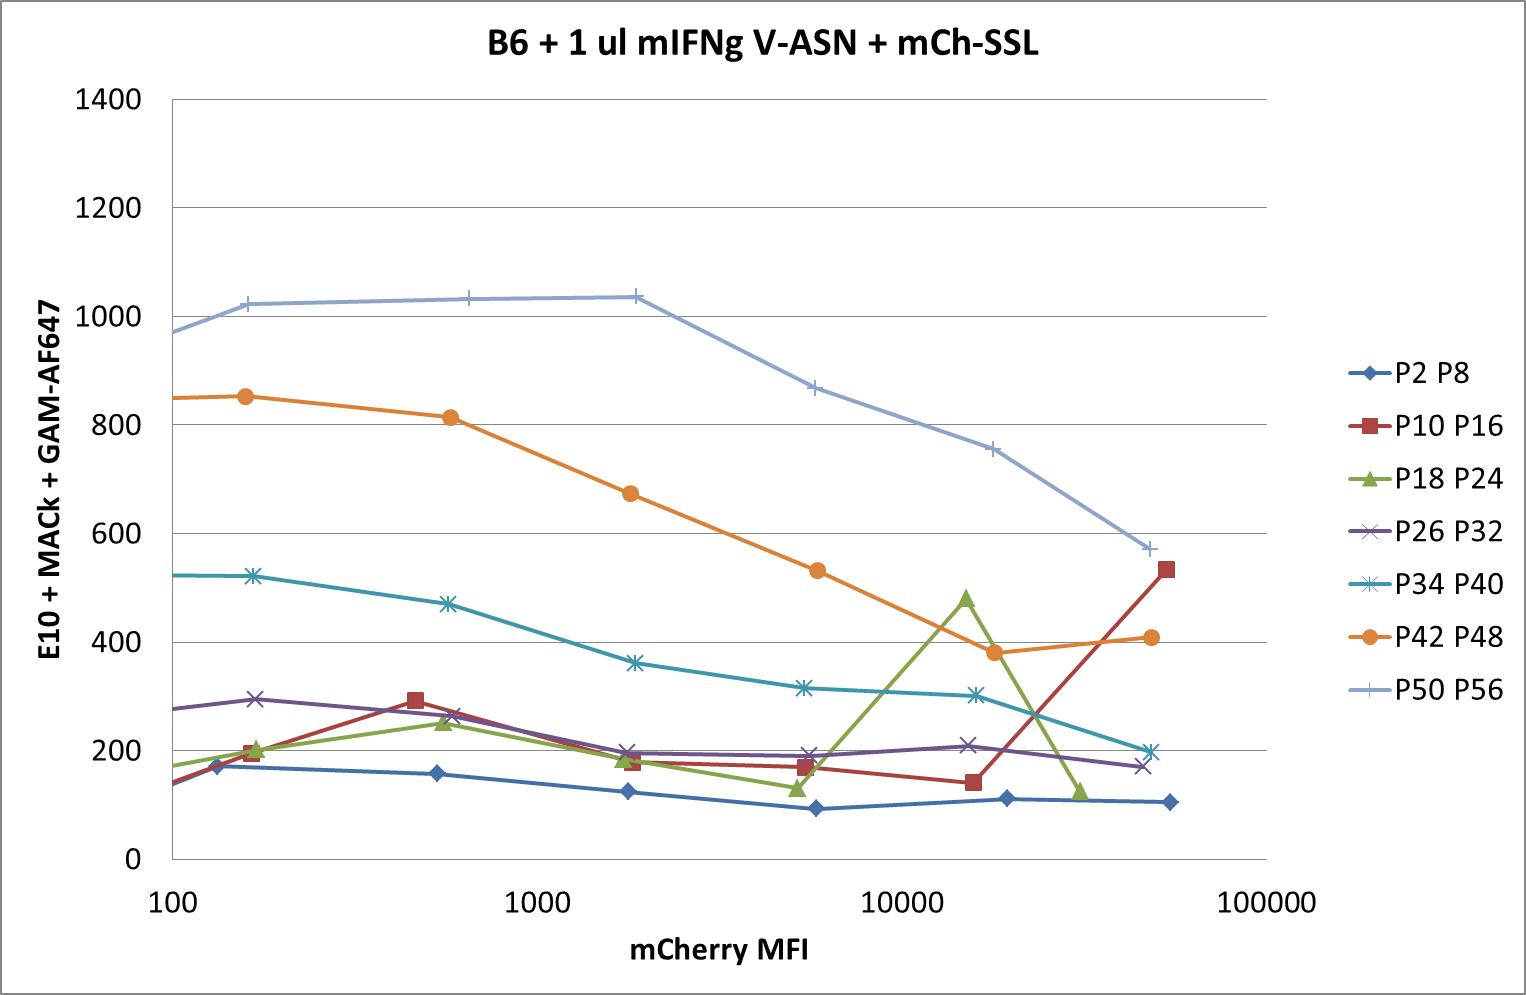 B6 + 1 ul mIFNg V-ASN + mCh-SSL
E10 + MACk + GAM-AF647
1400
1200
1000
800
600
400
200
0
100 1000 10000 100000
mCherry MFI
P2 P8
P10 P16
P18 P24
P26 P32
P34 P40
P42 P48
P50 P56